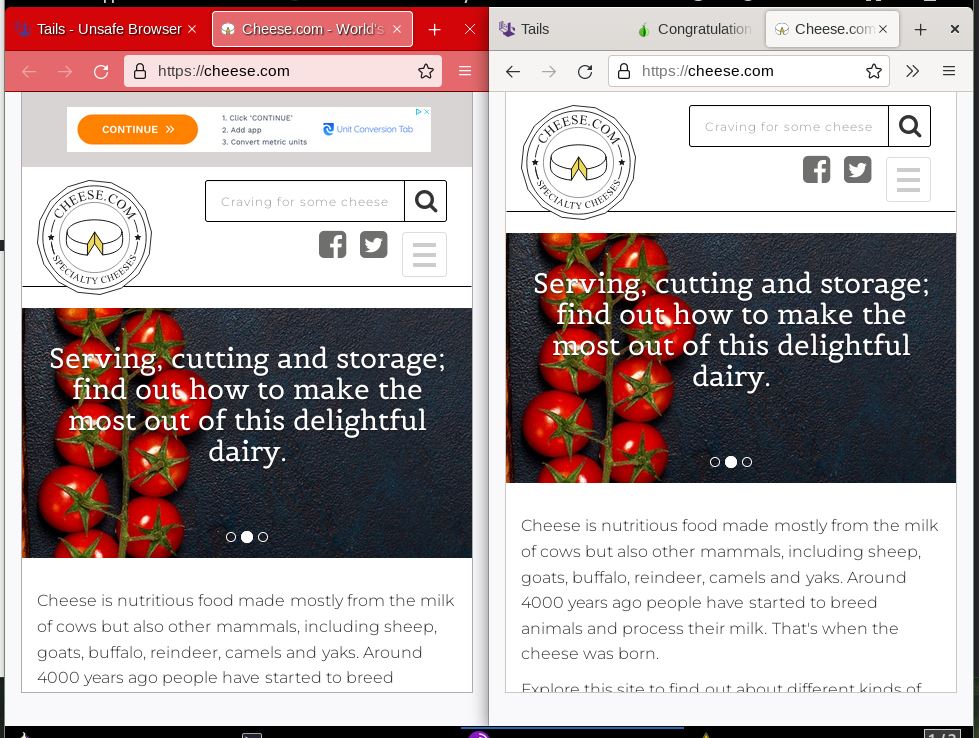 Tails - Unsafe Browser
Cheese.com - World's
https://cheese.com
CONTINUE
1. Click 'CONTINUE'
2. Add app
3. Convert metric units
Unit Conversion Tab
CHEESE.COM
SPECIALTY CHEESES
Craving for some cheese
Serving, cutting and storage;
find out how to make the
most out of this delightful
dairy.
Cheese is nutritious food made mostly from the milk
of cows but also other mammals, including sheep,
goats, buffalo, reindeer, camels and yaks. Around
4000 years ago people have started to breed
Tails
Congratulation
Cheese.com
https://cheese.com
CHEESE.COM
SPECIALTY CHEESES
Craving for some cheese
Serving, cutting and storage;
find out how to make the
most out of this delightful
dairy.
Cheese is nutritious food made mostly from the milk
of cows but also other mammals, including sheep,
goats, buffalo, reindeer, camels and yaks. Around
4000 years ago people have started to breed
animals and process their milk. That's when the
cheese was born.
Explore this site to find out about different kinds of